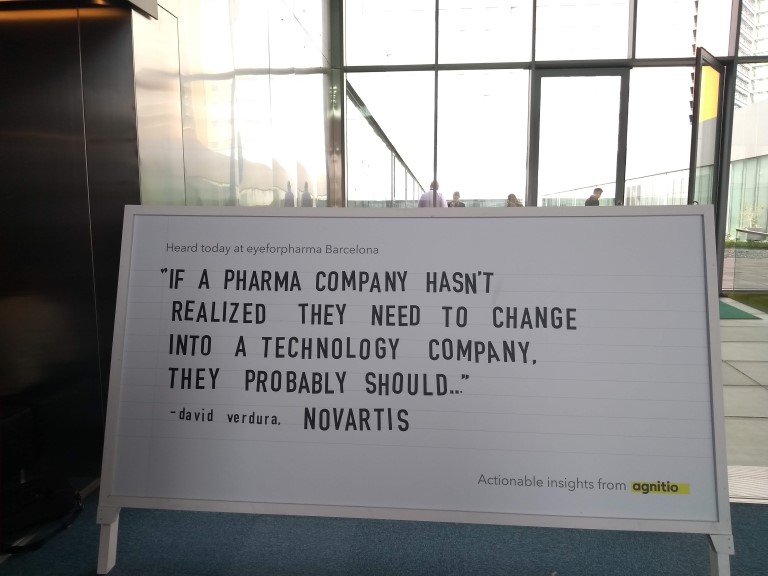 Heard today at eyeforpharma Barcelona
"IF A PHARMA COMPANY HASN'T
REALIZED THEY NEED TO CHANGE
INTO A TECHNOLOGY COMPANY,
THEY PROBABLY SHOULD..."
-david verdura. NOVARTIS
Actionable insights from agnitio